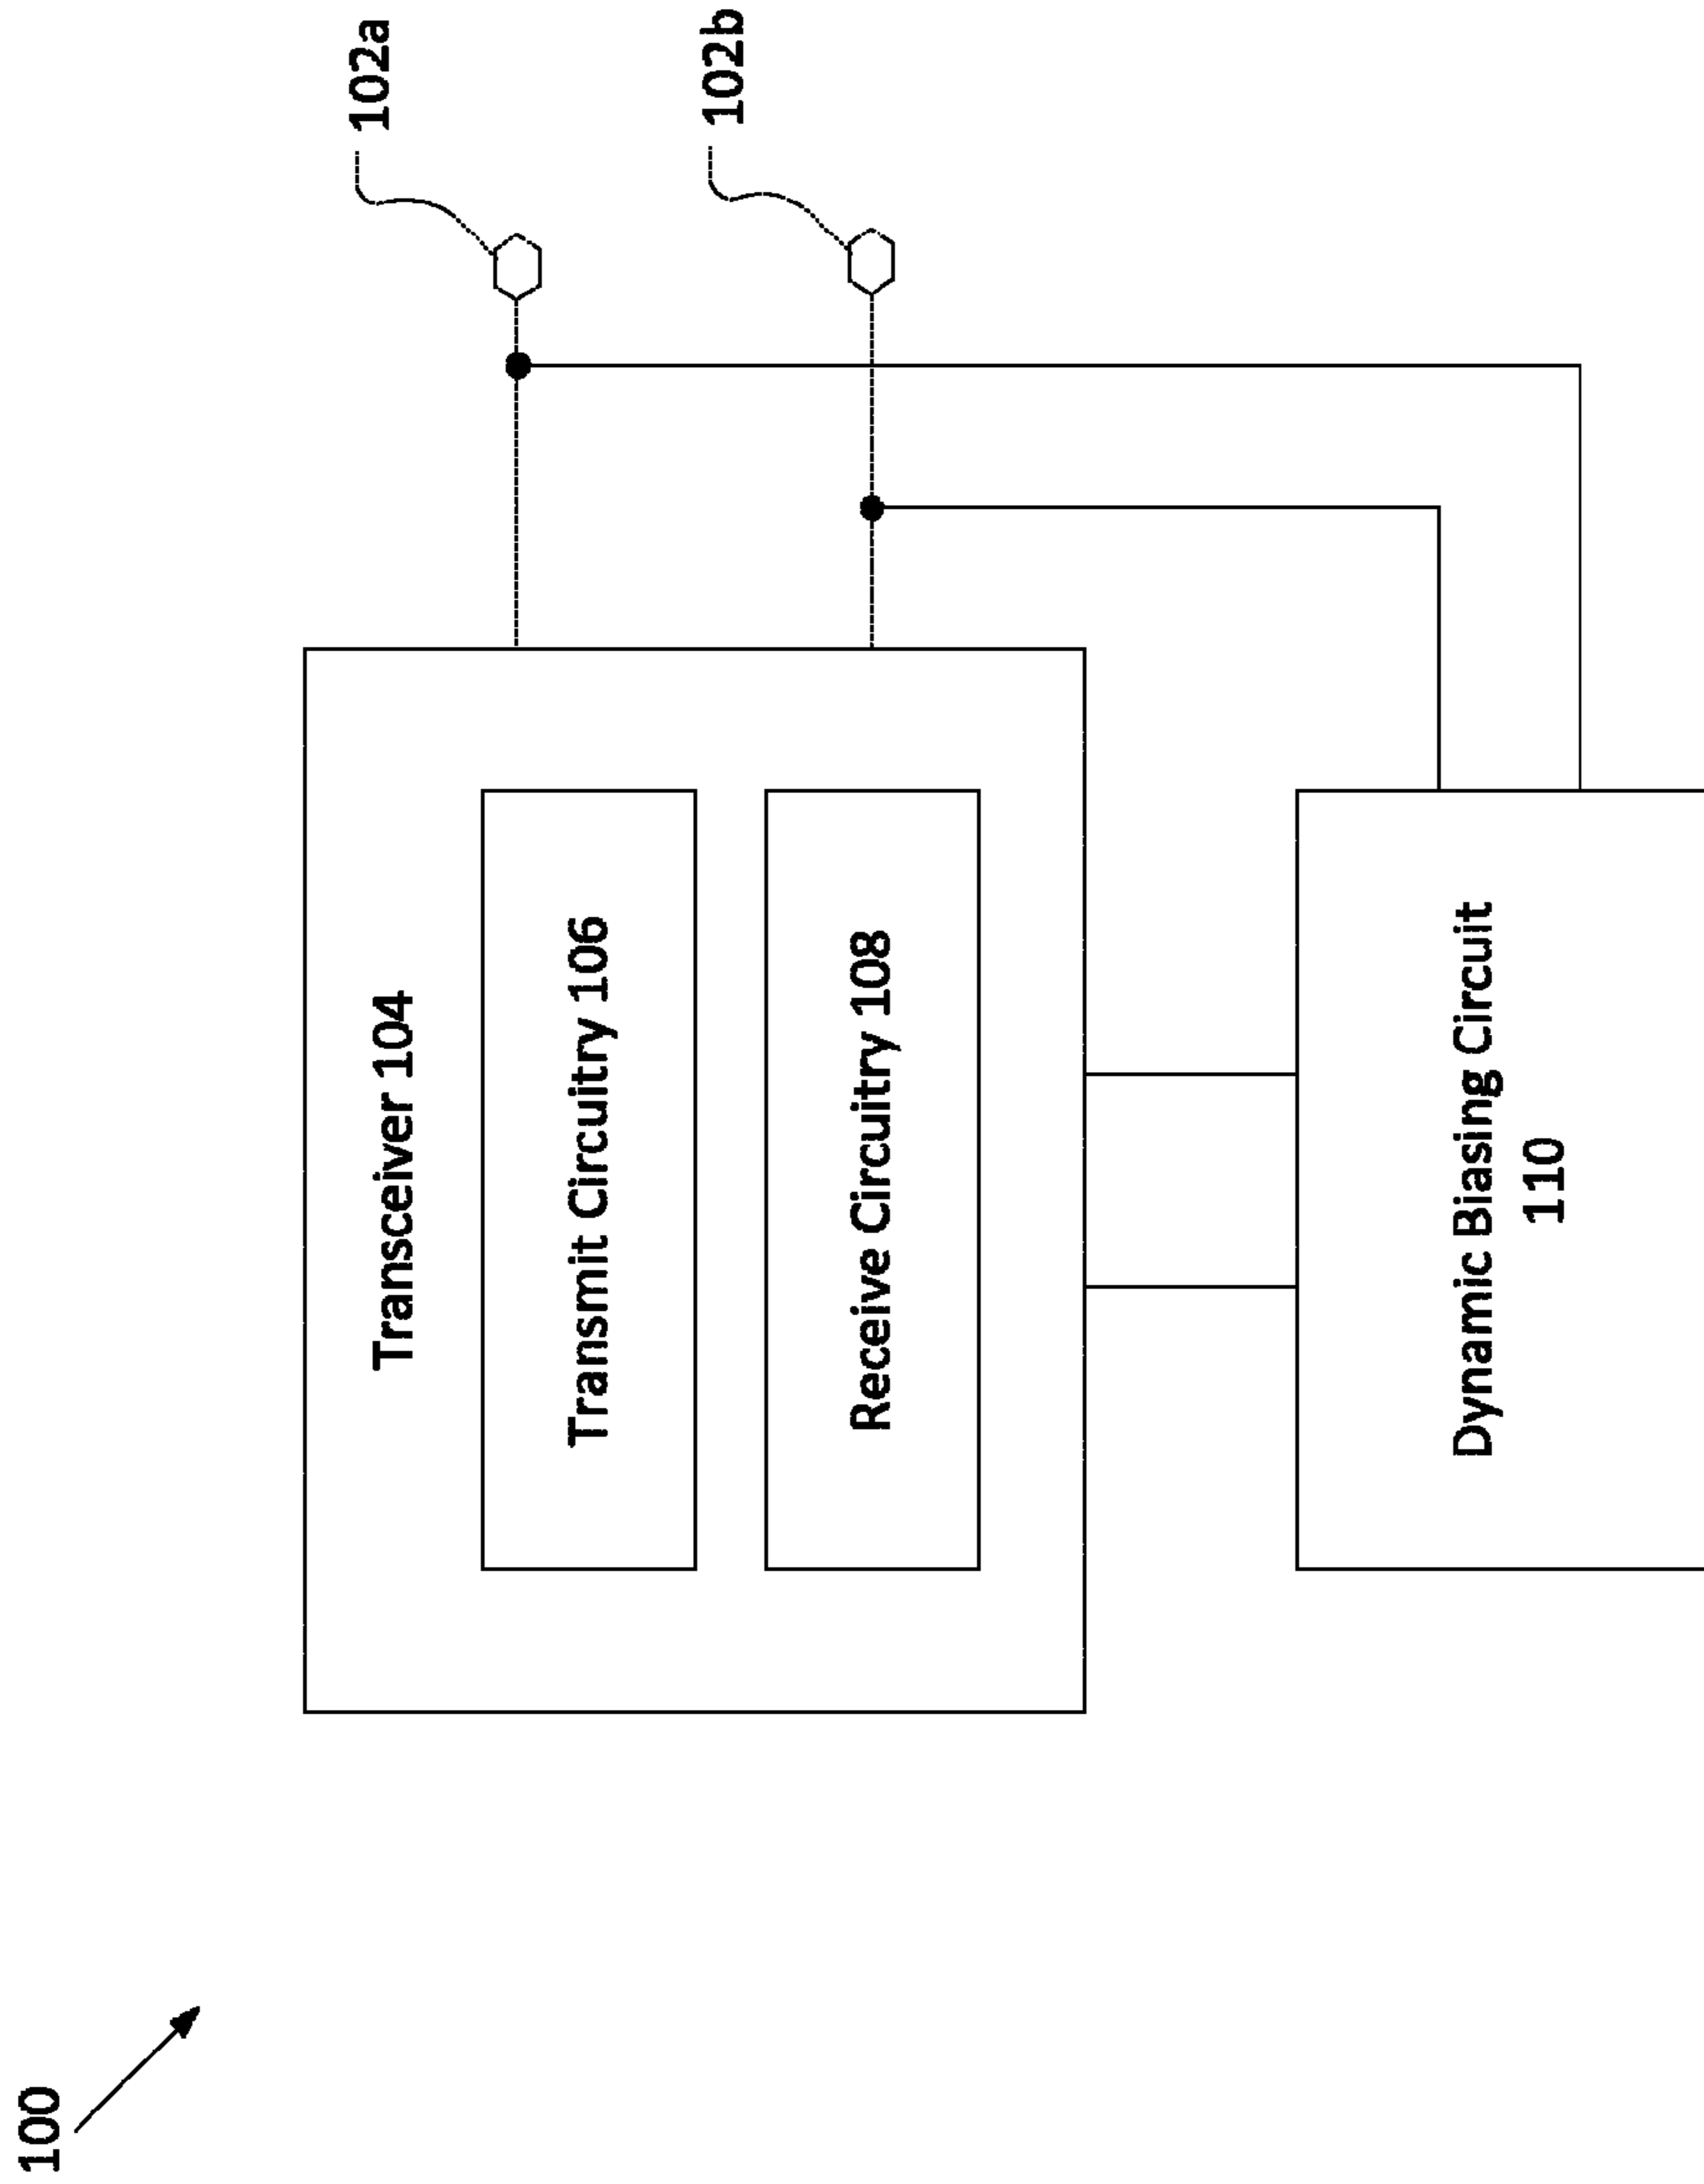 100
Transceiver 104
102a
Transmit Circuitry 106
102b
Receive Circuitry 108
Dynamic Biasing Circuit
110